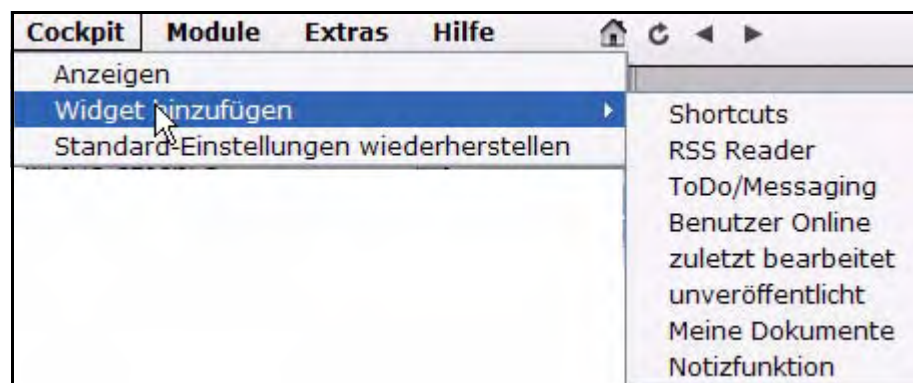 Cockpit Module Extras Hilfe
Anzeigen
Widget hinzufügen
Standard-Einstellungen wiederherstellen
Shortcuts
RSS Reader
ToDo/Messaging
Benutzer Online
zuletzt bearbeitet
unveröffentlicht
Meine Dokumente
Notizfunktion